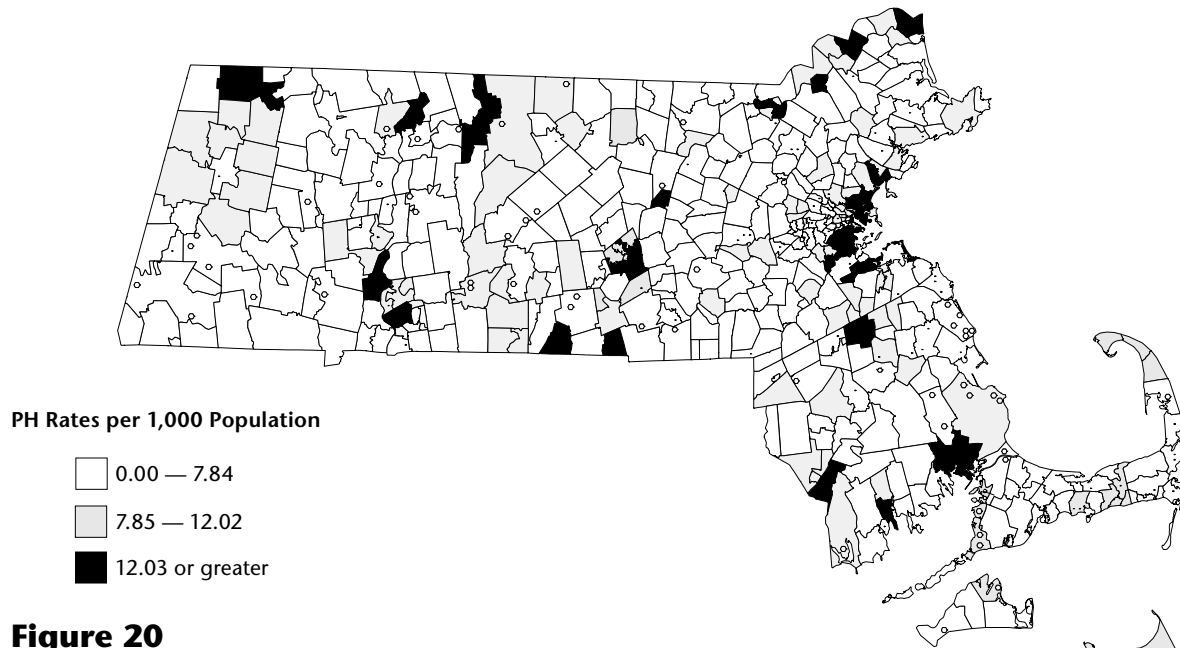 PH Rates per 1,000 Population
0.00 — 7.84
7.85 — 12.02
12.03 or greater
Figure 20